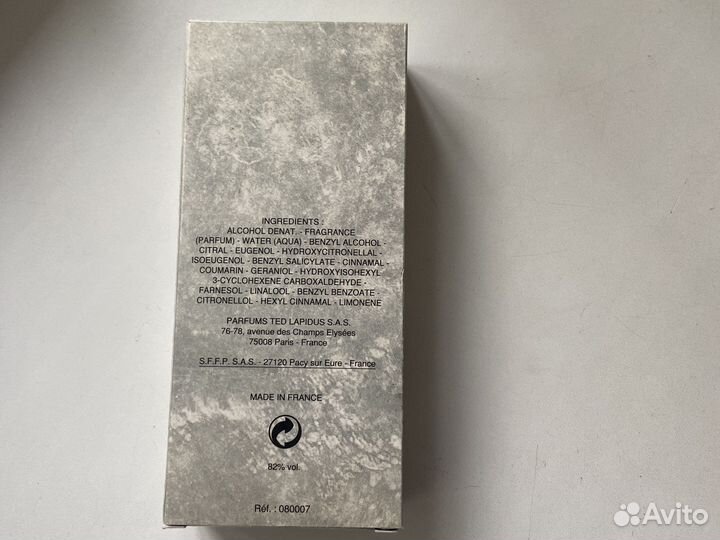 INGREDIENTS :
ALCOHOL DENAT. - FRAGRANCE
(PARFUM) - WATER (AQUA) - BENZYL ALCOHOL -
CITRAL - EUGENOL - HYDROXYCITRONELLAL -
ISOEUGENOL - BENZYL SALICYLATE - CINNAMAL -
COUMARIN - GERANIOL - HYDROXYISOHEXYL
3-CYCLOHEXENE CARBOXALDEHYDE -
FARNESOL - LINALOOL - BENZYL BENZOATE -
CITRONELLOL - HEXYL CINNAMAL - LIMONENE
PARFUMS TED LAPIDUS S.A.S.
76-78, avenue des Champs Elysées
75008 Paris - France
S.F.F.P. S.A.S. - 27120 Pacy sur Eure - France
MADE IN FRANCE
82% vol.
Réf. : 080007
Avito